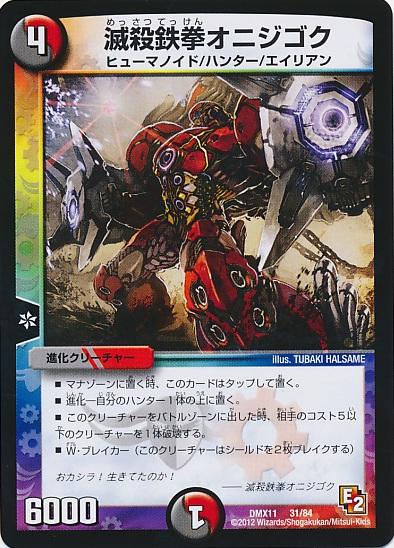 4
めっさつてっけん
滅殺鉄拳オニジゴク
ヒューマノイド/ハンター/エイリアン
illus. TUBAKI HALSAME
進化クリーチャー
■ マナゾーンに置く時、このカードはタップして置く。
■ 進化−自分のハンター1体の上に置く。
■ このクリーチャーをバトルゾーンに出した時、相手のコスト5以
下のクリーチャーを1体破壊する。
■ W・ブレイカー（このクリーチャーはシールドを2枚ブレイクする）
おカシラ！生きてたのか！
—— 滅殺鉄拳オニジゴク
6000
1
E2
DMX11 31/84
©2012 Wizards/Shogakukan/Mitsui-Kids